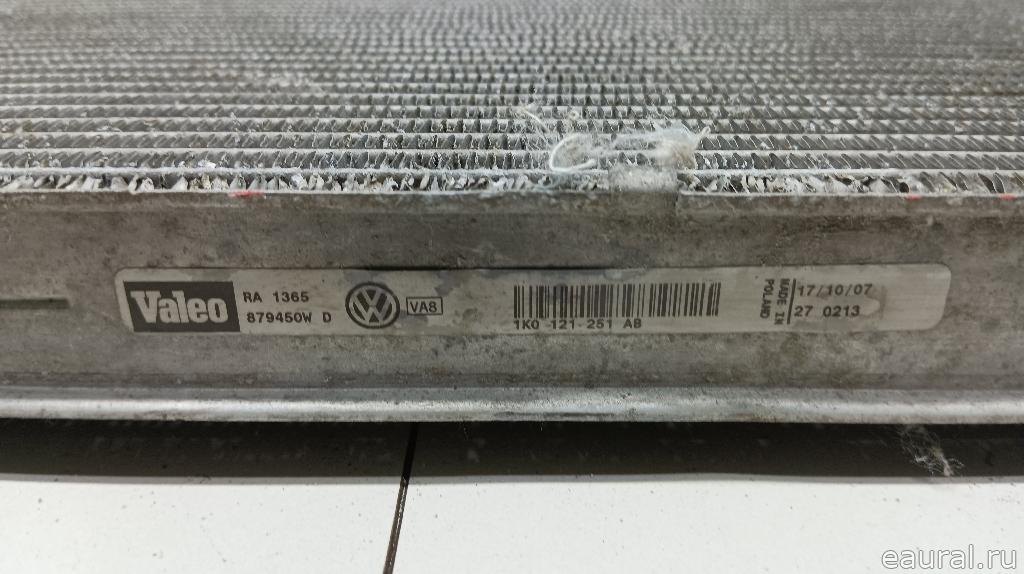 Valeo
RA 1365
879450W D
VW
VA8
1K0-121-251 AB
MADE IN
POLAND
17/10/07
27 0213
eaural.ru